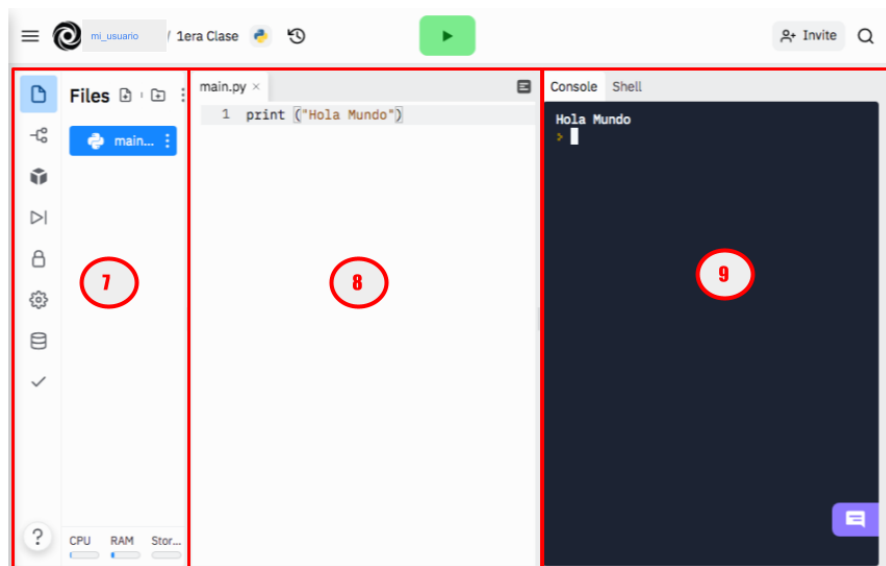 mi_usuario / 1era Clase
Invite
Files
main...
main.py ×
1 print ("Hola Mundo")
Console Shell
Hola Mundo
>
7
8
9
?
CPU RAM Stor...